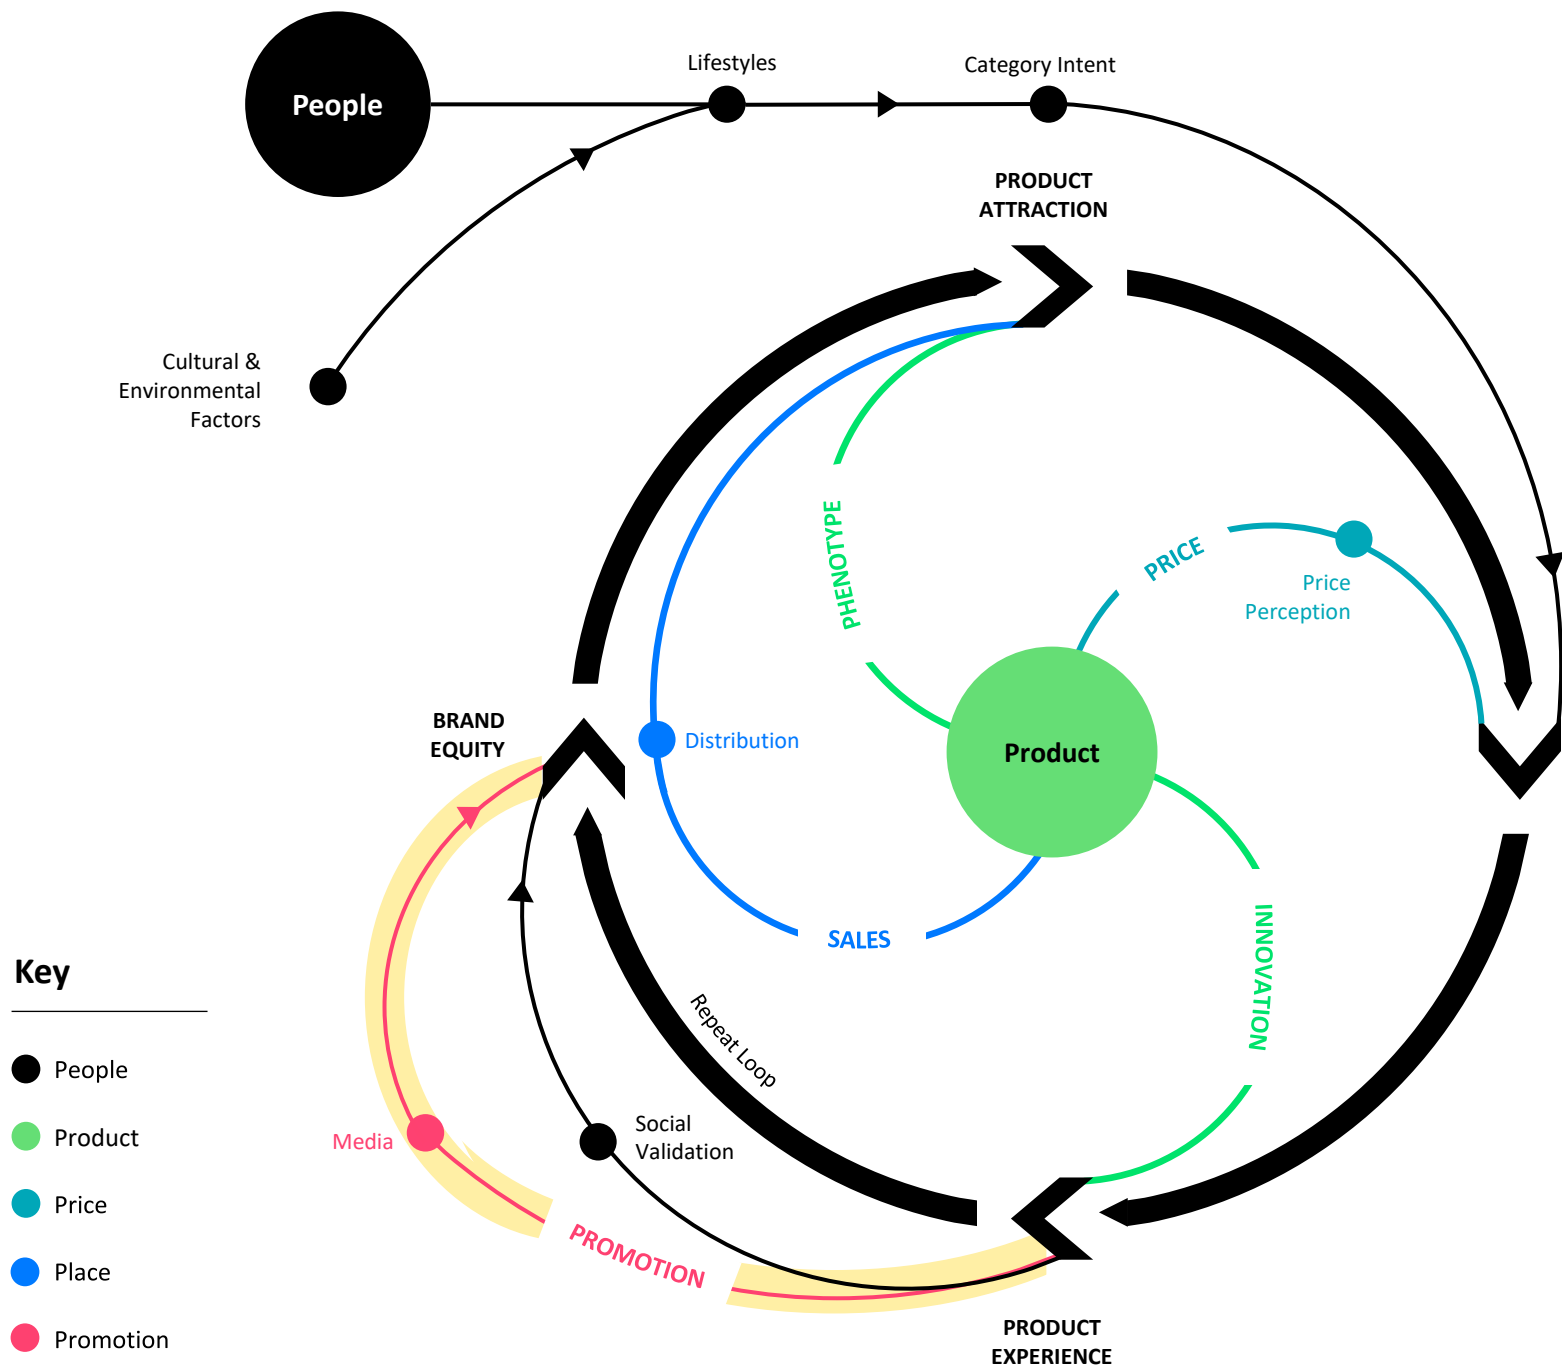 People
Lifestyles
Category Intent
PRODUCT
ATTRACTION
Cultural &
Environmental
Factors
PHENOTYPE
PRICE
Price
Perception
BRAND
EQUITY
Distribution
Product
SALES
INNOVATION
Repeat Loop
Social
Validation
Media
PROMOTION
PRODUCT
EXPERIENCE
Key
People
Product
Price
Place
Promotion